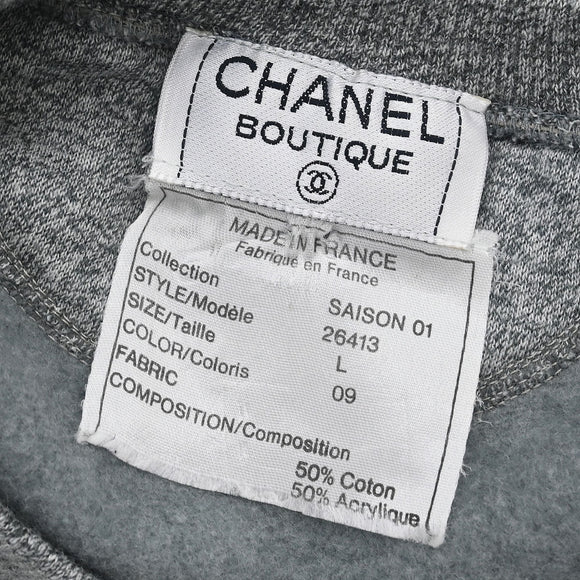 CHANEL
BOUTIQUE
MADE IN FRANCE
Fabriqué en France
Collection SAISON 01
STYLE/Modèle 26413
SIZE/Taille L
COLOR/Coloris 09
FABRIC
COMPOSITION/Composition
50% Coton
50% Acrylique